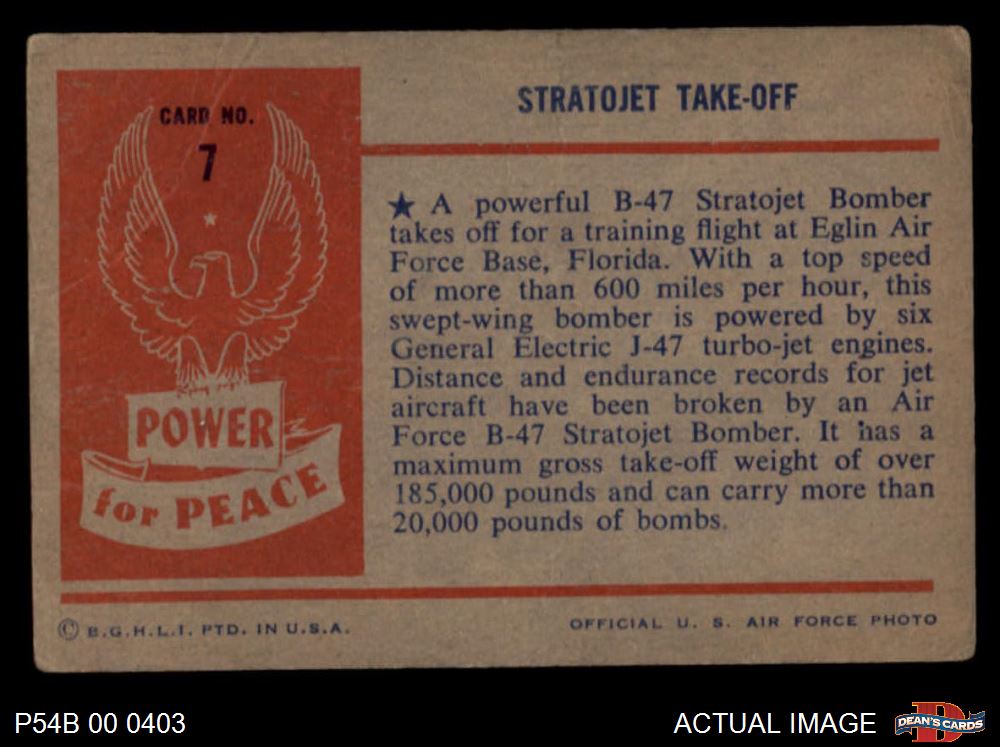 CARD NO.
7
POWER
for PEACE
STRATOJET TAKE-OFF
★ A powerful B-47 Stratojet Bomber
takes off for a training flight at Eglin Air
Force Base, Florida. With a top speed
of more than 600 miles per hour, this
swept-wing bomber is powered by six
General Electric J-47 turbo-jet engines.
Distance and endurance records for jet
aircraft have been broken by an Air
Force B-47 Stratojet Bomber. It has a
maximum gross take-off weight of over
185,000 pounds and can carry more than
20,000 pounds of bombs.
© B.G.H.L.I. PTD. IN U.S.A.
OFFICIAL U. S. AIR FORCE PHOTO
P54B 00 0403
ACTUAL IMAGE
DEAN'S CARDS